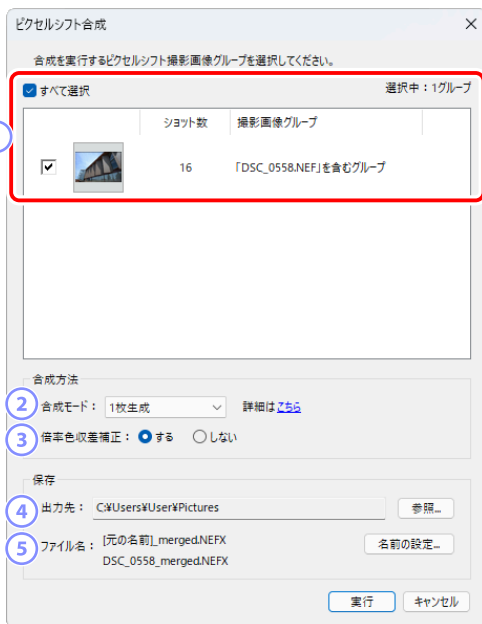 ピクセルシフト合成
合成を実行するピクセルシフト撮影画像グループを選択してください。
すべて選択 選択中：1グループ
ショット数 撮影画像グループ
16 「DSC_0558.NEF」を含むグループ
合成方法
2 合成モード： 1枚生成 詳細はこちら
3 倍率色収差補正： する しない
保存
4 出力先： C:¥Users¥User¥Pictures 参照...
5 ファイル名： [元の名前]_merged.NEFX 名前の設定...
DSC_0558_merged.NEFX
実行 キャンセル